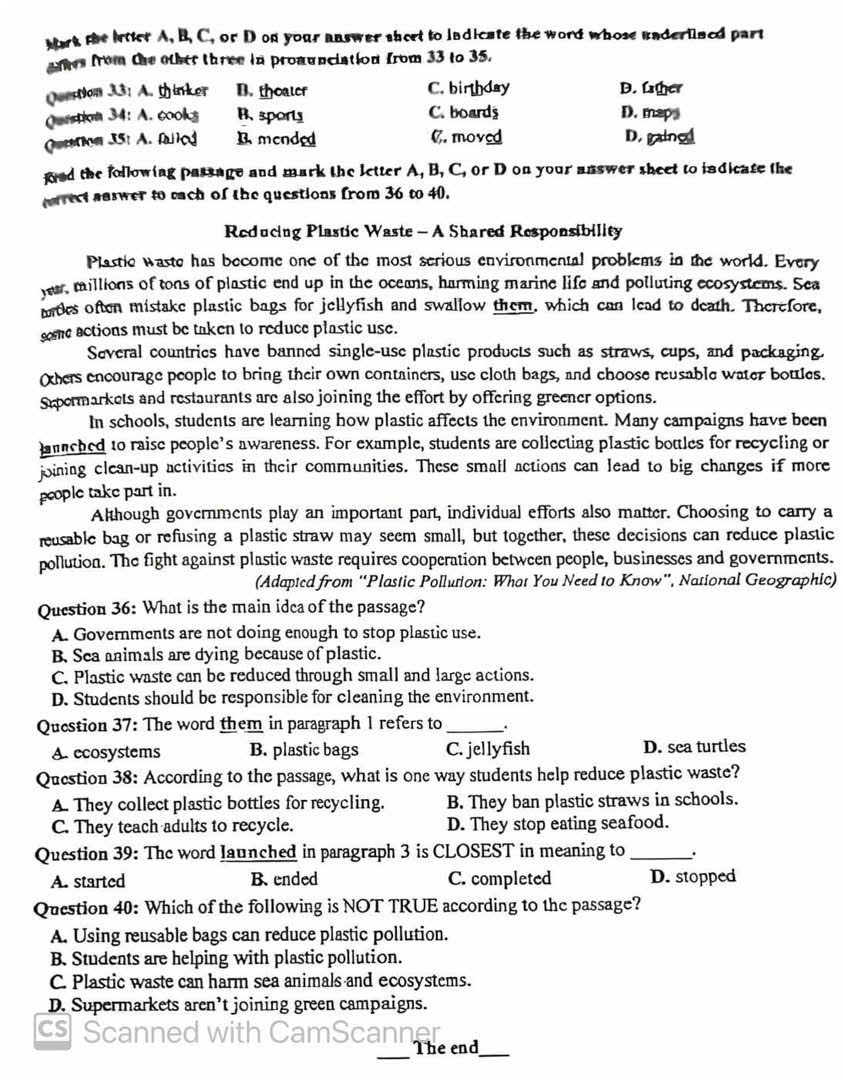 Mark the letter A, B, C, or D on your answer sheet to indicate the word whose underlined part
differs from the other three in pronunciation from 33 to 35.
Question 33: A. thinker B. theater C. birthday D. father
Question 34: A. cooks B. sports C. boards D. maps
Question 35: A. failed B. mended C. moved D. gained
Read the following passage and mark the letter A, B, C, or D on your answer sheet to indicate the
correct answer to each of the questions from 36 to 40.
Reducing Plastic Waste – A Shared Responsibility
Plastic waste has become one of the most serious environmental problems in the world. Every
year, millions of tons of plastic end up in the oceans, harming marine life and polluting ecosystems. Sea
turtles often mistake plastic bags for jellyfish and swallow them, which can lead to death. Therefore,
some actions must be taken to reduce plastic use.
Several countries have banned single-use plastic products such as straws, cups, and packaging.
Others encourage people to bring their own containers, use cloth bags, and choose reusable water bottles.
Supermarkets and restaurants are also joining the effort by offering greener options.
In schools, students are learning how plastic affects the environment. Many campaigns have been
launched to raise people's awareness. For example, students are collecting plastic bottles for recycling or
joining clean-up activities in their communities. These small actions can lead to big changes if more
people take part in.
Although governments play an important part, individual efforts also matter. Choosing to carry a
reusable bag or refusing a plastic straw may seem small, but together, these decisions can reduce plastic
pollution. The fight against plastic waste requires cooperation between people, businesses and governments.
(Adapted from "Plastic Pollution: What You Need to Know", National Geographic)
Question 36: What is the main idea of the passage?
A. Governments are not doing enough to stop plastic use.
B. Sea animals are dying because of plastic.
C. Plastic waste can be reduced through small and large actions.
D. Students should be responsible for cleaning the environment.
Question 37: The word them in paragraph 1 refers to ______.
A. ecosystems B. plastic bags C. jellyfish D. sea turtles
Question 38: According to the passage, what is one way students help reduce plastic waste?
A. They collect plastic bottles for recycling. B. They ban plastic straws in schools.
C. They teach adults to recycle. D. They stop eating seafood.
Question 39: The word launched in paragraph 3 is CLOSEST in meaning to ______.
A. started B. ended C. completed D. stopped
Question 40: Which of the following is NOT TRUE according to the passage?
A. Using reusable bags can reduce plastic pollution.
B. Students are helping with plastic pollution.
C. Plastic waste can harm sea animals and ecosystems.
D. Supermarkets aren't joining green campaigns.
CS Scanned with CamScanner
___ The end___